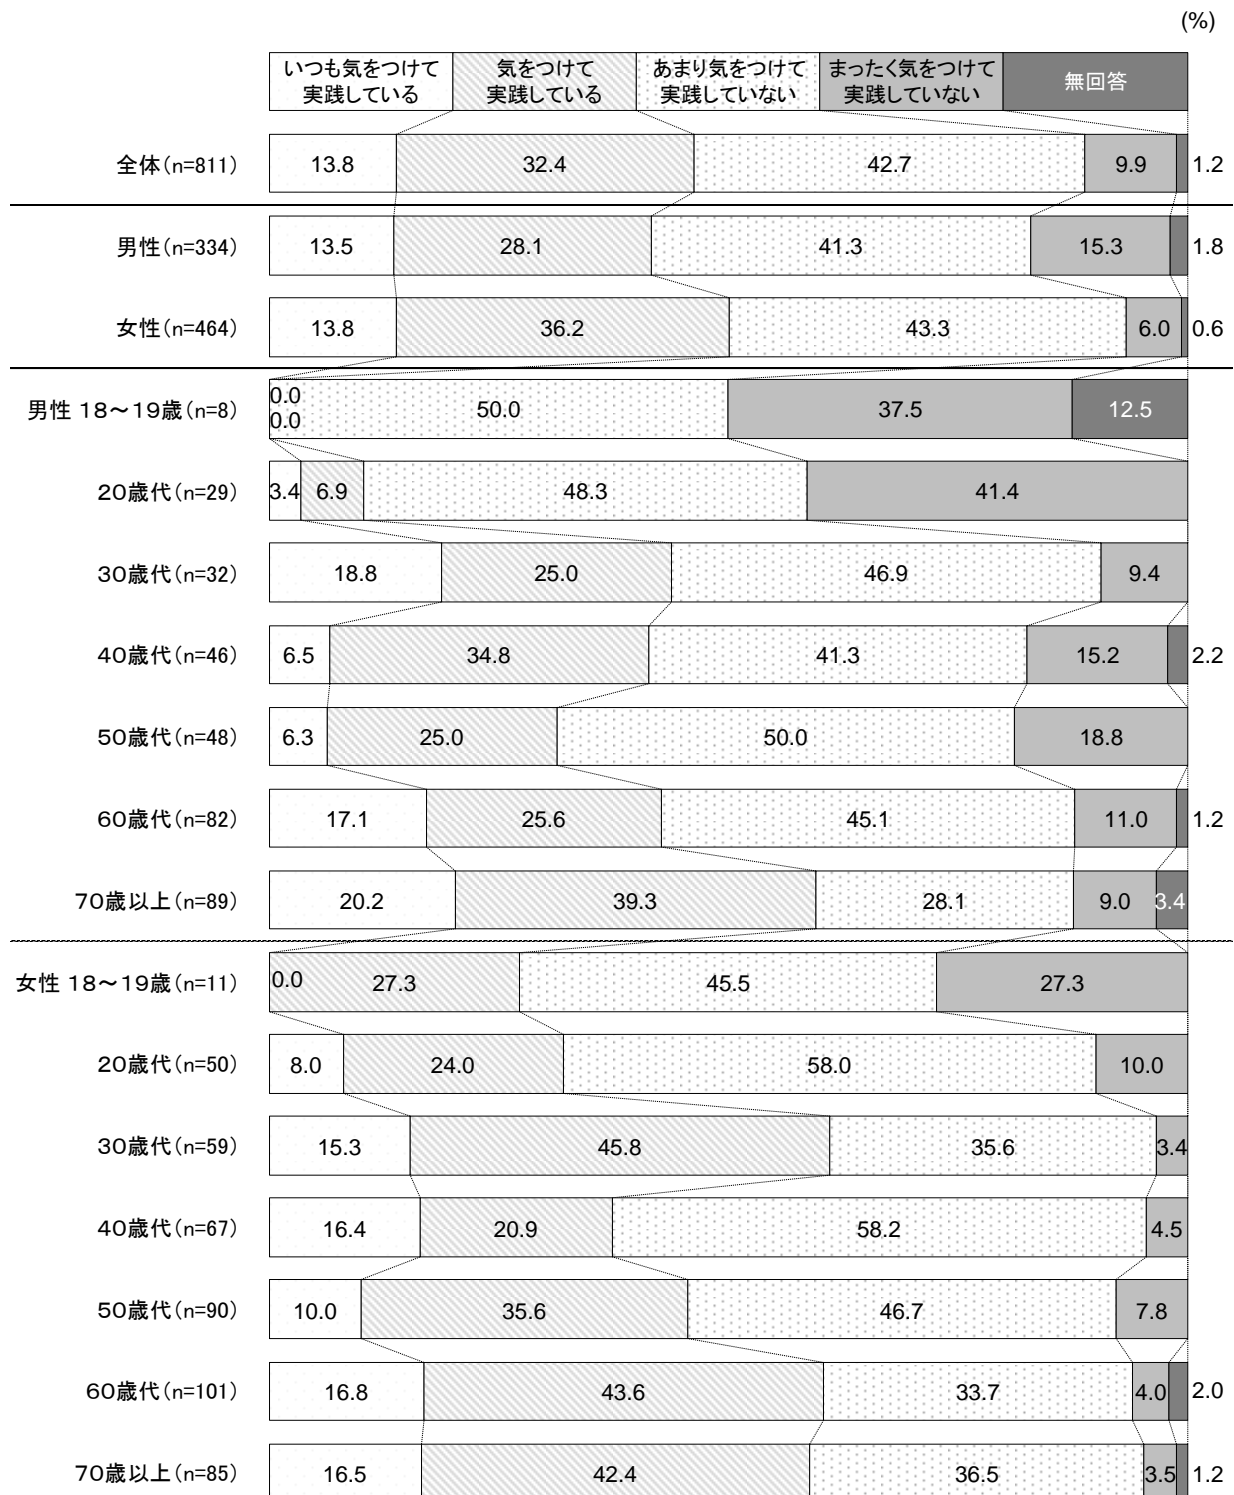 (%)
いつも気をつけて 気をつけて あまり気をつけて まったく気をつけて 無回答
実践している 実践している 実践していない 実践していない
全体(n=811) 13.8 32.4 42.7 9.9 1.2
男性(n=334) 13.5 28.1 41.3 15.3 1.8
女性(n=464) 13.8 36.2 43.3 6.0 0.6
男性 18～19歳(n=8) 0.0 0.0 50.0 37.5 12.5
20歳代(n=29) 3.4 6.9 48.3 41.4
30歳代(n=32) 18.8 25.0 46.9 9.4
40歳代(n=46) 6.5 34.8 41.3 15.2 2.2
50歳代(n=48) 6.3 25.0 50.0 18.8
60歳代(n=82) 17.1 25.6 45.1 11.0 1.2
70歳以上(n=89) 20.2 39.3 28.1 9.0 3.4
女性 18～19歳(n=11) 0.0 27.3 45.5 27.3
20歳代(n=50) 8.0 24.0 58.0 10.0
30歳代(n=59) 15.3 45.8 35.6 3.4
40歳代(n=67) 16.4 20.9 58.2 4.5
50歳代(n=90) 10.0 35.6 46.7 7.8
60歳代(n=101) 16.8 43.6 33.7 4.0 2.0
70歳以上(n=85) 16.5 42.4 36.5 3.5 1.2